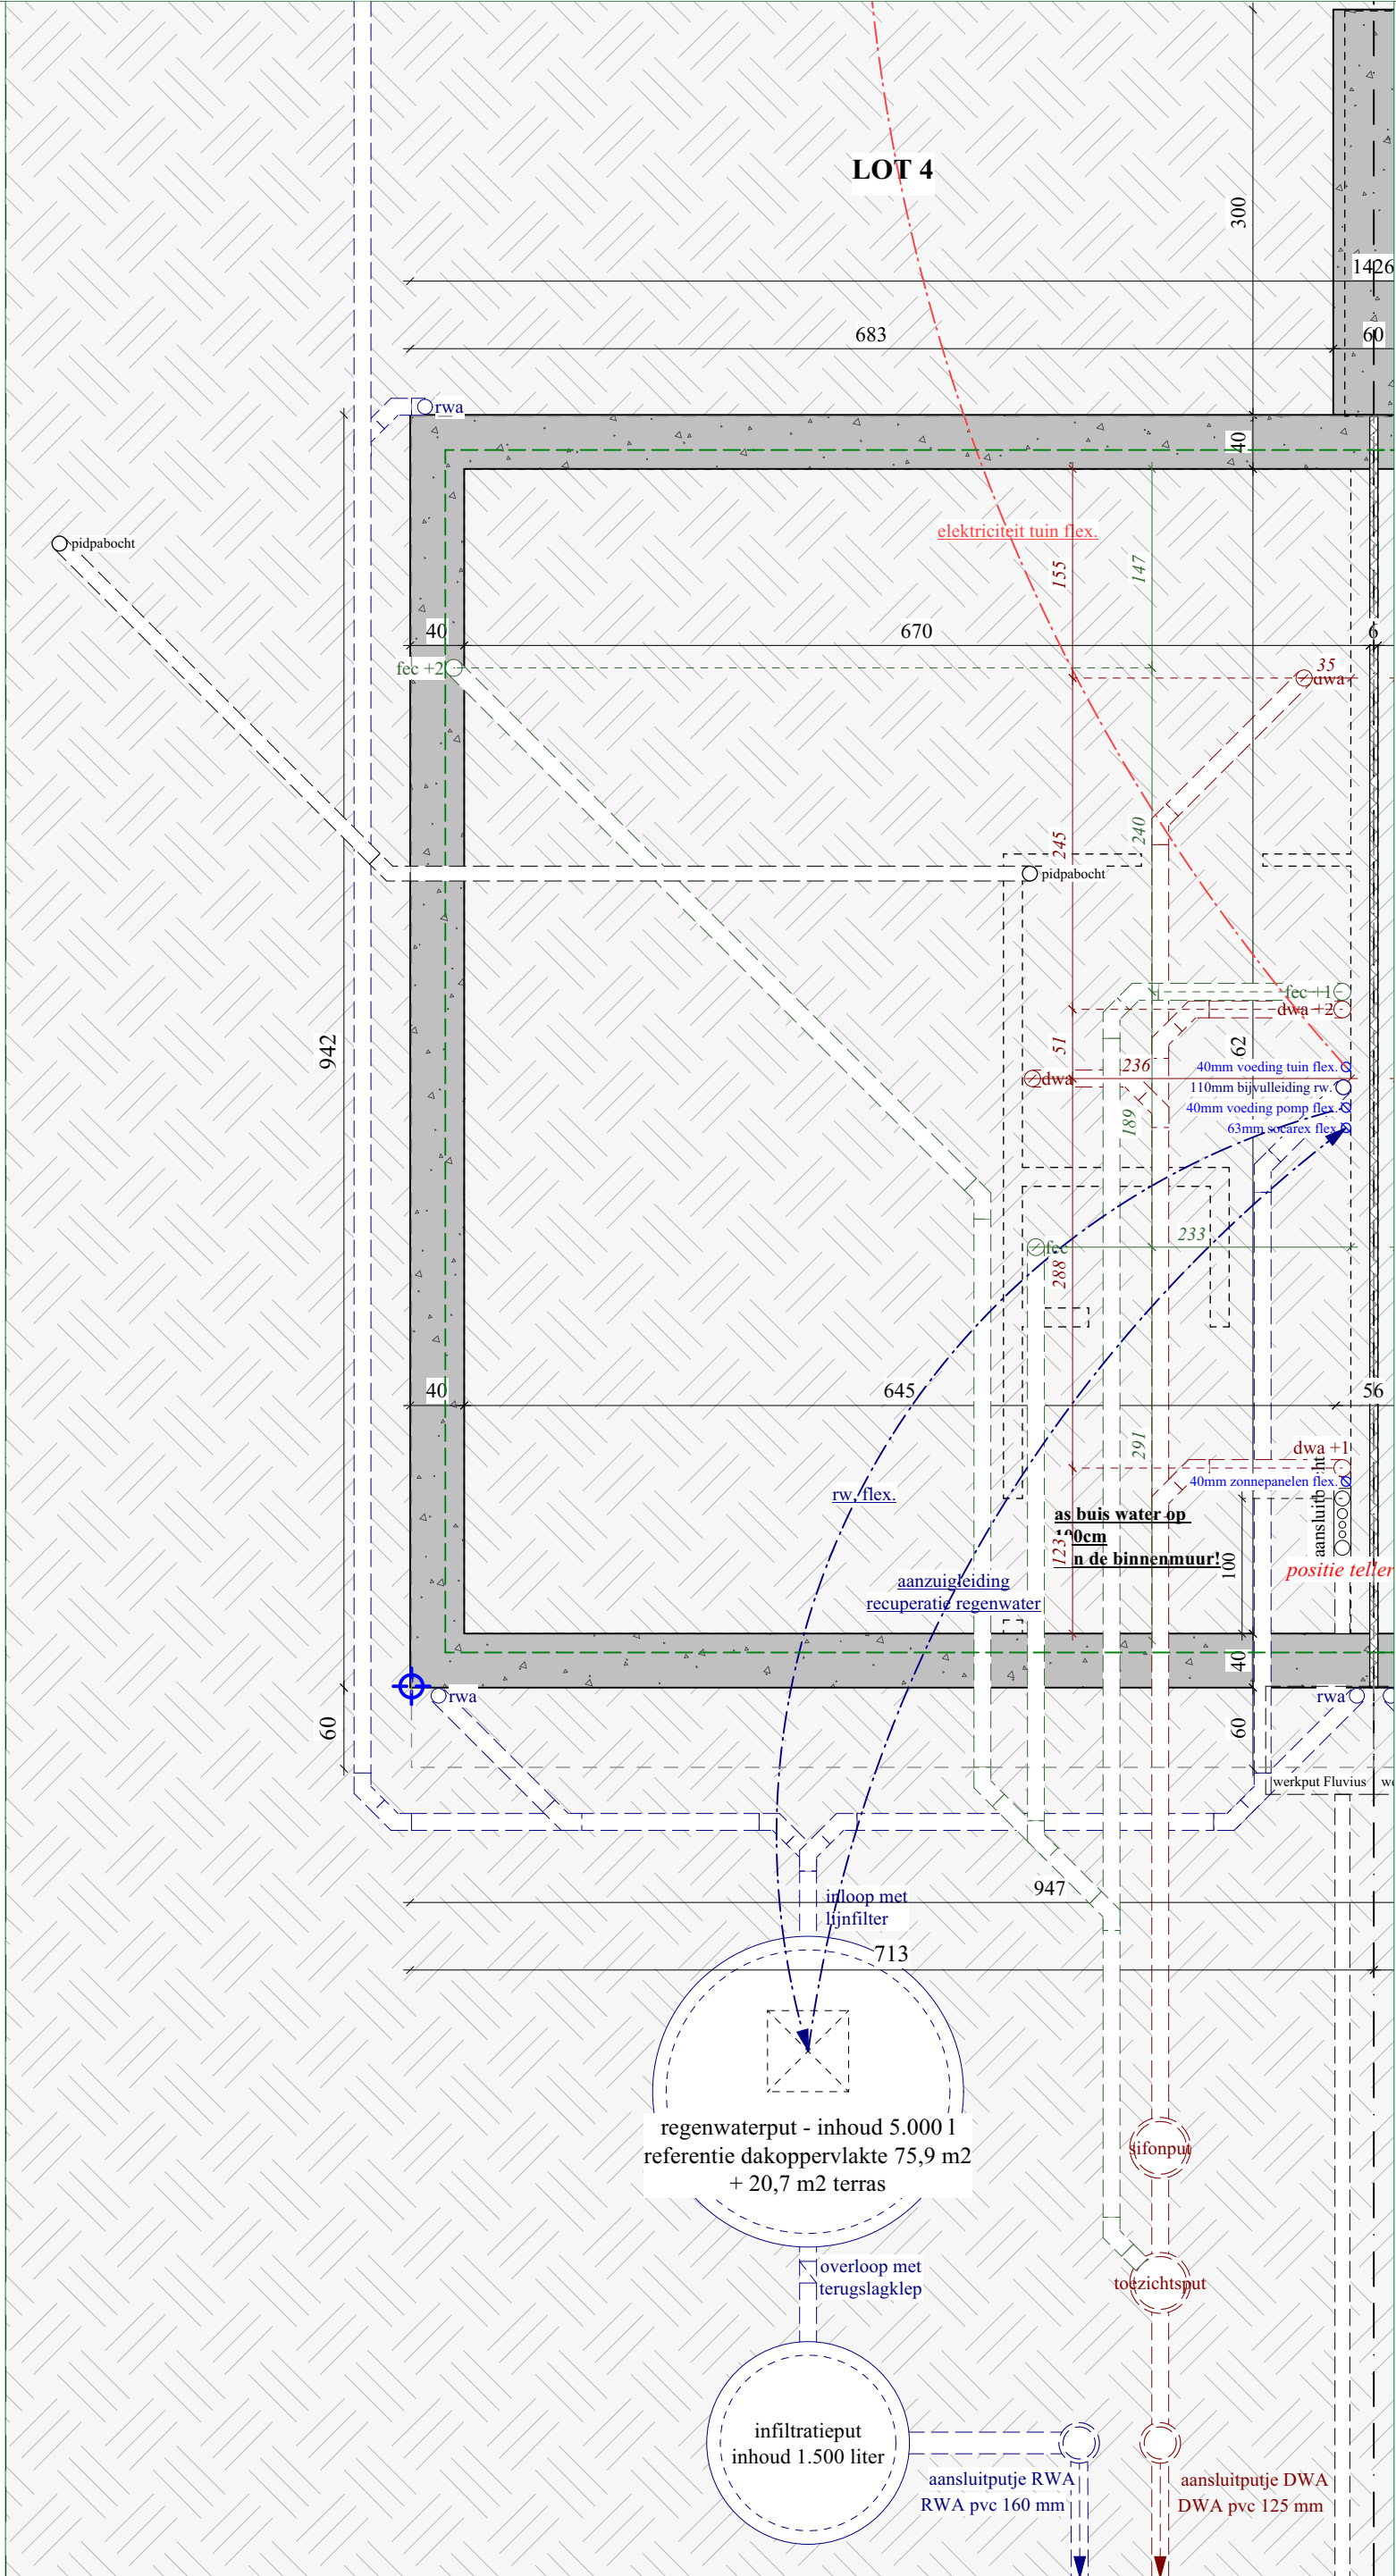 LOT 4
300
1426
683
60
rwa
40
elektriciteit tuin flex.
pidpabocht
155
147
40
670
6
fec +2
35
dwa
245
240
pidpabocht
942
fec +1
dwa +2
51
62
236
40mm voeding tuin flex.
dwa
110mm bijvulleiding rw.
189
40mm voeding pomp flex.
63mm socarex flex.
233
fec
288
40
645
56
291
dwa +1
40mm zonnepanelen flex.
rw. flex.
as buis water op
100cm
n de binnenmuur!
123
100
positie teller
aanzuigleiding
recuperatie regenwater
40
rwa
rwa
60
60
werkput Fluvius
947
inloop met
lijnfilter
713
regenwaterput - inhoud 5.000 l
referentie dakoppervlakte 75,9 m2
+ 20,7 m2 terras
sifonput
overloop met
terugslagklep
toezichtsput
infiltratieput
inhoud 1.500 liter
aansluitputje RWA
RWA pvc 160 mm
aansluitputje DWA
DWA pvc 125 mm